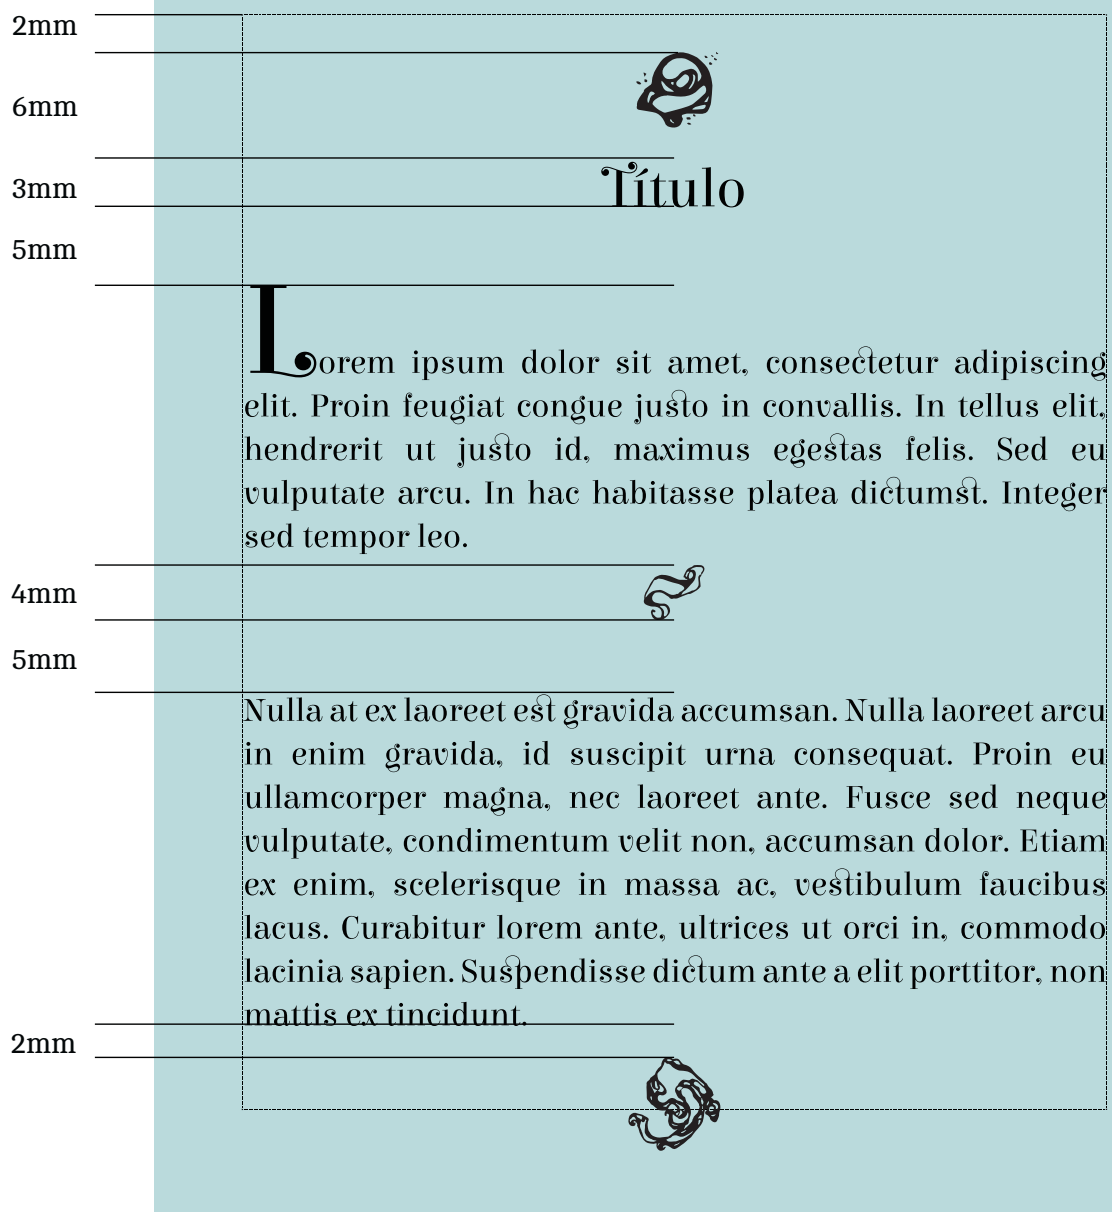 2mm
6mm
3mm
Título
5mm
Lorem ipsum dolor sit amet, consectetur adipiscing
elit. Proin feugiat congue justo in convallis. In tellus elit,
hendrerit ut justo id, maximus egestas felis. Sed eu
vulputate arcu. In hac habitasse platea dictumst. Integer
sed tempor leo.
4mm
5mm
Nulla at ex laoreet est gravida accumsan. Nulla laoreet arcu
in enim gravida, id suscipit urna consequat. Proin eu
ullamcorper magna, nec laoreet ante. Fusce sed neque
vulputate, condimentum velit non, accumsan dolor. Etiam
ex enim, scelerisque in massa ac, vestibulum faucibus
lacus. Curabitur lorem ante, ultrices ut orci in, commodo
lacinia sapien. Suspendisse dictum ante a elit porttitor, non
mattis ex tincidunt.
2mm